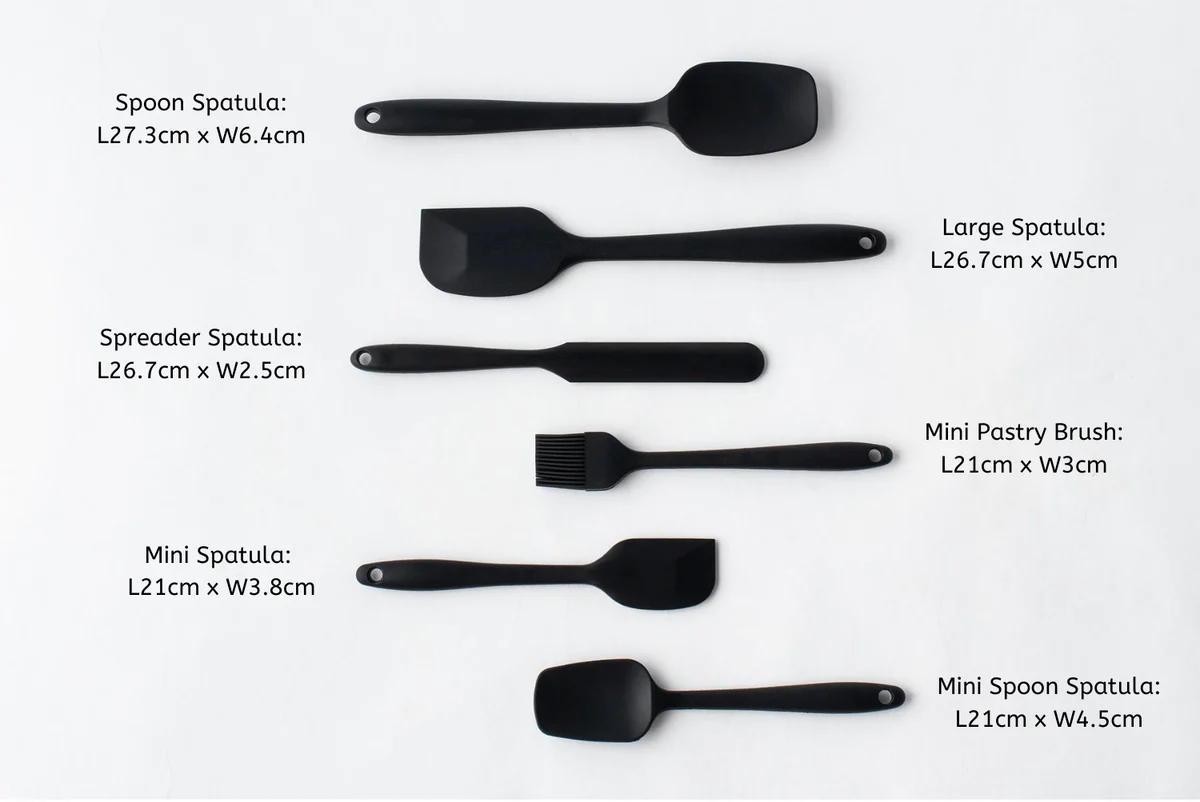 Spoon Spatula:
L27.3cm x W6.4cm
Large Spatula:
L26.7cm x W5cm
Spreader Spatula:
L26.7cm x W2.5cm
Mini Pastry Brush:
L21cm x W3cm
Mini Spatula:
L21cm x W3.8cm
Mini Spoon Spatula:
L21cm x W4.5cm